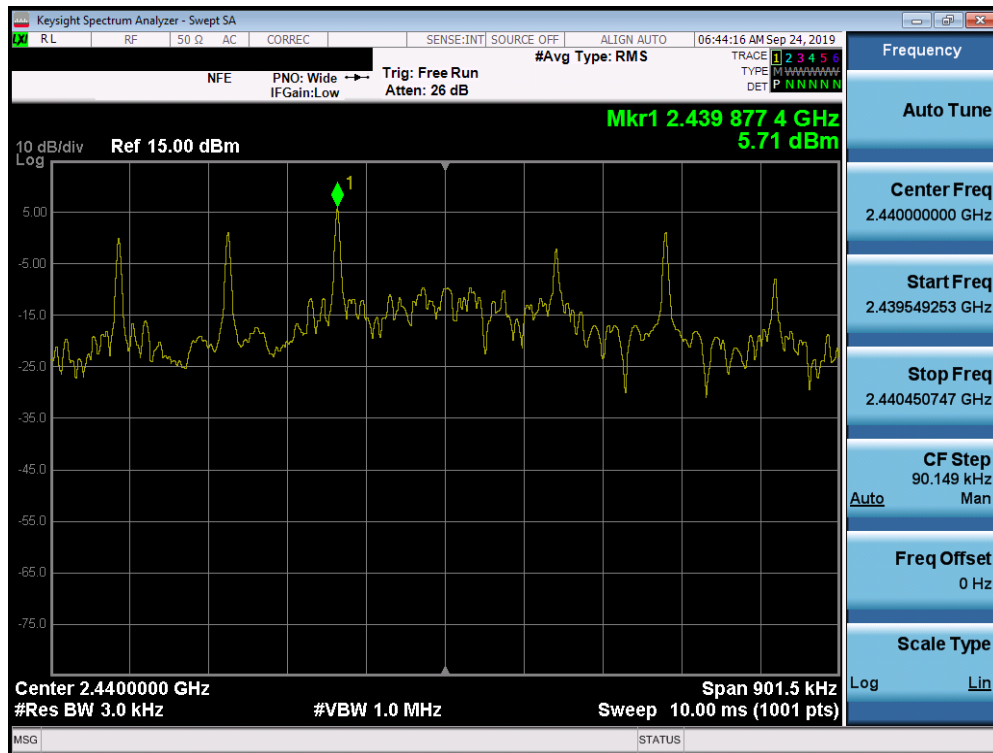 Keysight Spectrum Analyzer - Swept SA
LXI RL RF 50 Ω AC CORREC SENSE:INT SOURCE OFF ALIGN AUTO 06:44:16 AM Sep 24, 2019
#Avg Type: RMS
TRACE 1 2 3 4 5 6
NFE PNO: Wide Trig: Free Run TYPE M W W W W W
IFGain:Low Atten: 26 dB DET P N N N N N
Mkr1 2.439 877 4 GHz
5.71 dBm
10 dB/div Ref 15.00 dBm
Log
1
5.00
-5.00
-15.0
-25.0
-35.0
-45.0
-55.0
-65.0
-75.0
Center 2.4400000 GHz Span 901.5 kHz
#Res BW 3.0 kHz #VBW 1.0 MHz Sweep 10.00 ms (1001 pts)
MSG STATUS
Frequency
Auto Tune
Center Freq
2.440000000 GHz
Start Freq
2.439549253 GHz
Stop Freq
2.440450747 GHz
CF Step
90.149 kHz
Auto Man
Freq Offset
0 Hz
Scale Type
Log Lin